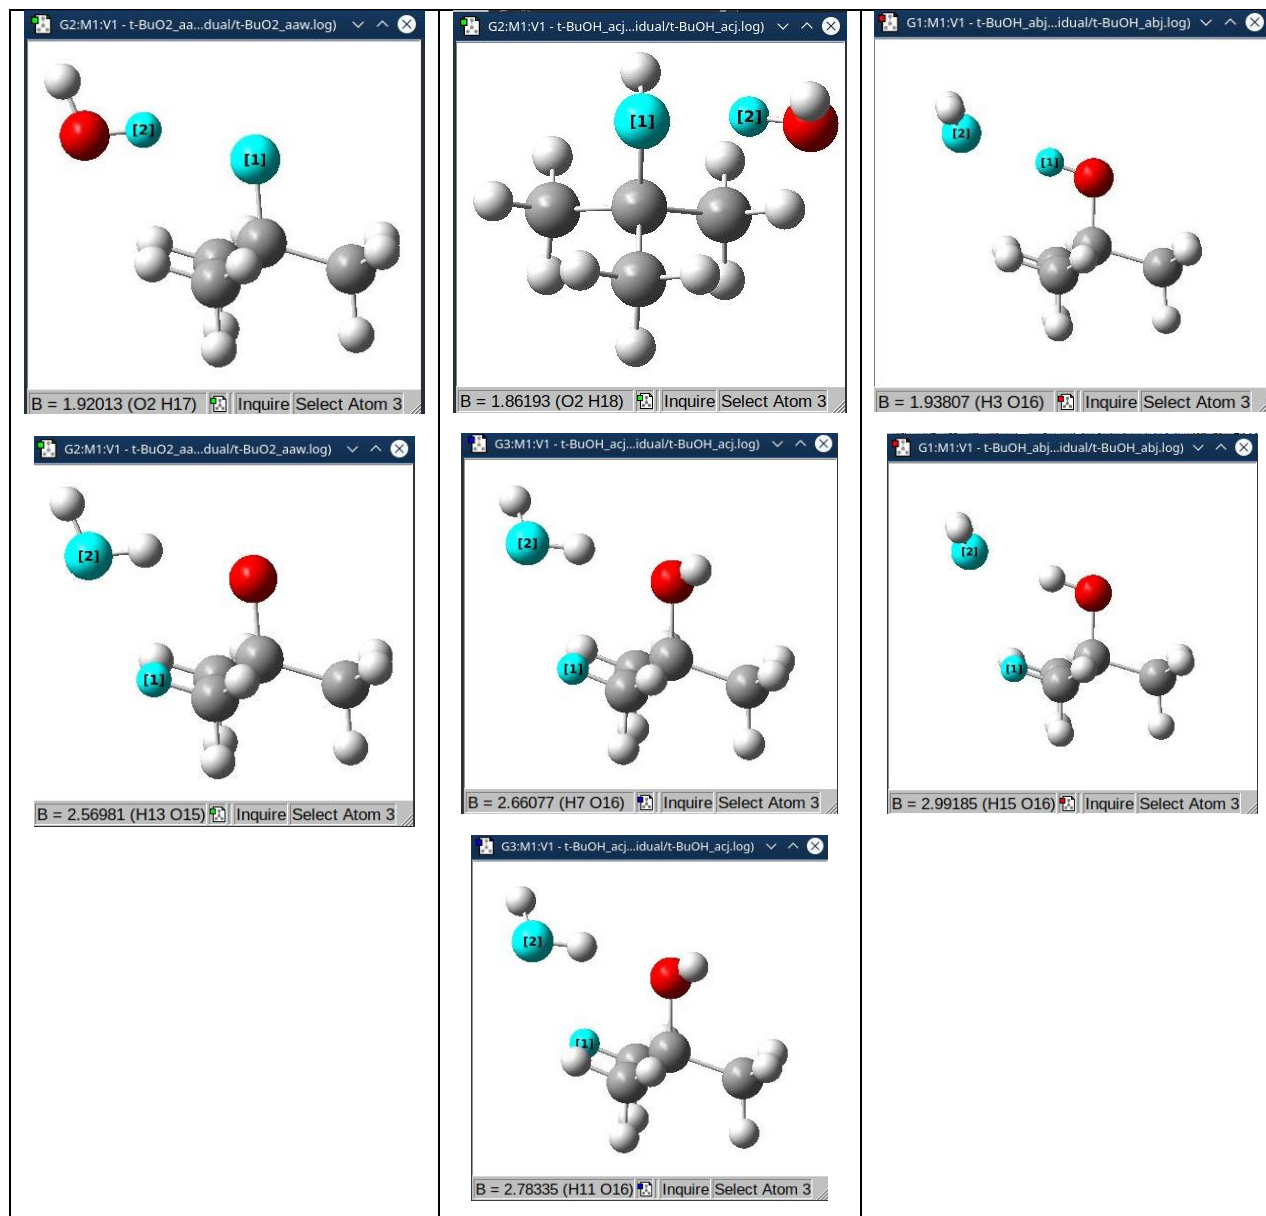 G2:M1:V1 - t-BuO2_aa...dual/t-BuO2_aaw.log)
[2]
[1]
B = 1.92013 (O2 H17) Inquire Select Atom 3
G2:M1:V1 - t-BuOH_acj...idual/t-BuOH_acj.log)
[1]
[2]
B = 1.86193 (O2 H18) Inquire Select Atom 3
G1:M1:V1 - t-BuOH_abj...idual/t-BuOH_abj.log)
[2]
[1]
B = 1.93807 (H3 O16) Inquire Select Atom 3
G2:M1:V1 - t-BuO2_aa...dual/t-BuO2_aaw.log)
[2]
[1]
B = 2.56981 (H13 O15) Inquire Select Atom 3
G3:M1:V1 - t-BuOH_acj...idual/t-BuOH_acj.log)
[2]
[1]
B = 2.66077 (H7 O16) Inquire Select Atom 3
G1:M1:V1 - t-BuOH_abj...idual/t-BuOH_abj.log)
[2]
[1]
B = 2.99185 (H15 O16) Inquire Select Atom 3
G3:M1:V1 - t-BuOH_acj...idual/t-BuOH_acj.log)
[2]
[1]
B = 2.78335 (H11 O16) Inquire Select Atom 3